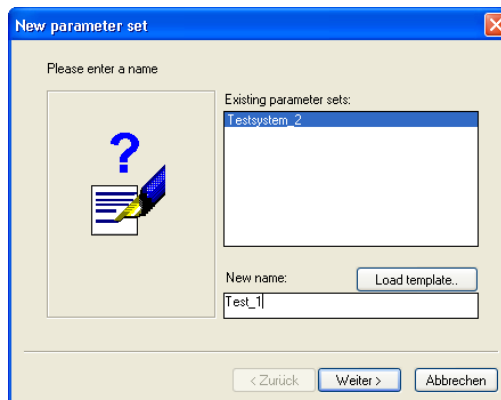 New parameter set
Please enter a name
Existing parameter sets:
Testsystem_2
New name:
Load template..
Test_1
< Zurück
Weiter >
Abbrechen